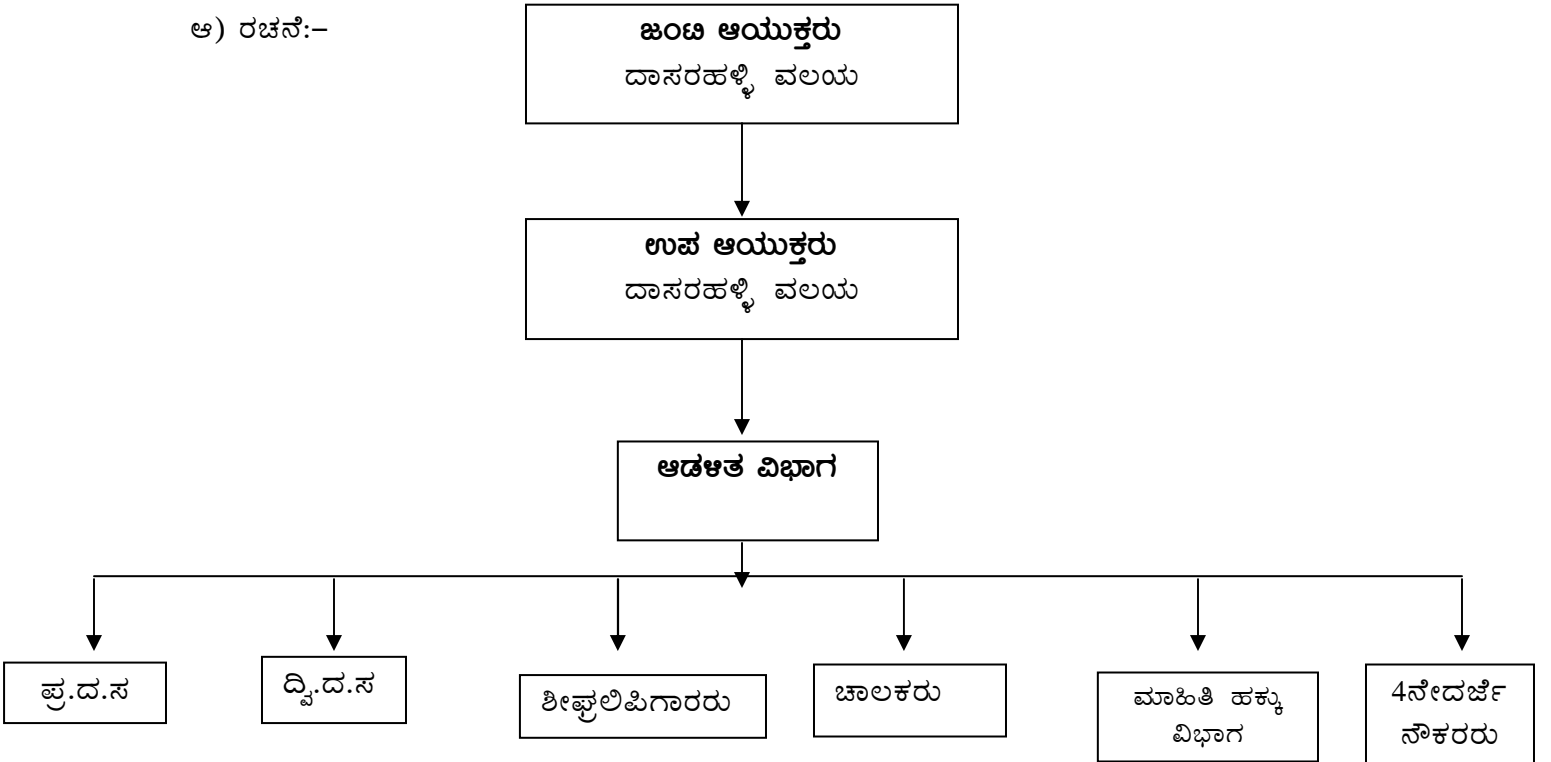 ಆ) ರಚನೆ:–
ಜಂಟಿ ಆಯುಕ್ತರು
ದಾಸರಹಳ್ಳಿ ವಲಯ
ಉಪ ಆಯುಕ್ತರು
ದಾಸರಹಳ್ಳಿ ವಲಯ
ಆಡಳಿತ ವಿಭಾಗ
ಪ್ರ.ದ.ಸ
ದ್ವಿ.ದ.ಸ
ಶೀಘ್ರಲಿಪಿಗಾರರು
ಚಾಲಕರು
ಮಾಹಿತಿ ಹಕ್ಕು
ವಿಭಾಗ
4ನೇದರ್ಜೆ
ನೌಕರರು